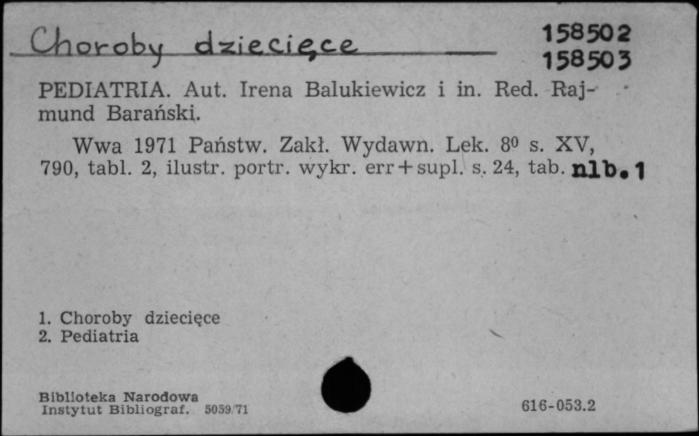 Choroby dziecięce
158502
158503
PEDIATRIA. Aut. Irena Balukiewicz i in. Red. Raj-
mund Barański.
Wwa 1971 Państw. Zakł. Wydawn. Lek. 8⁰ s. XV,
790, tabl. 2, ilustr. portr. wykr. err+supl. s. 24, tab. nlb. 1
1. Choroby dziecięce
2. Pediatria
Biblioteka Narodowa
Instytut Bibliograf. 5059/71
616-053.2